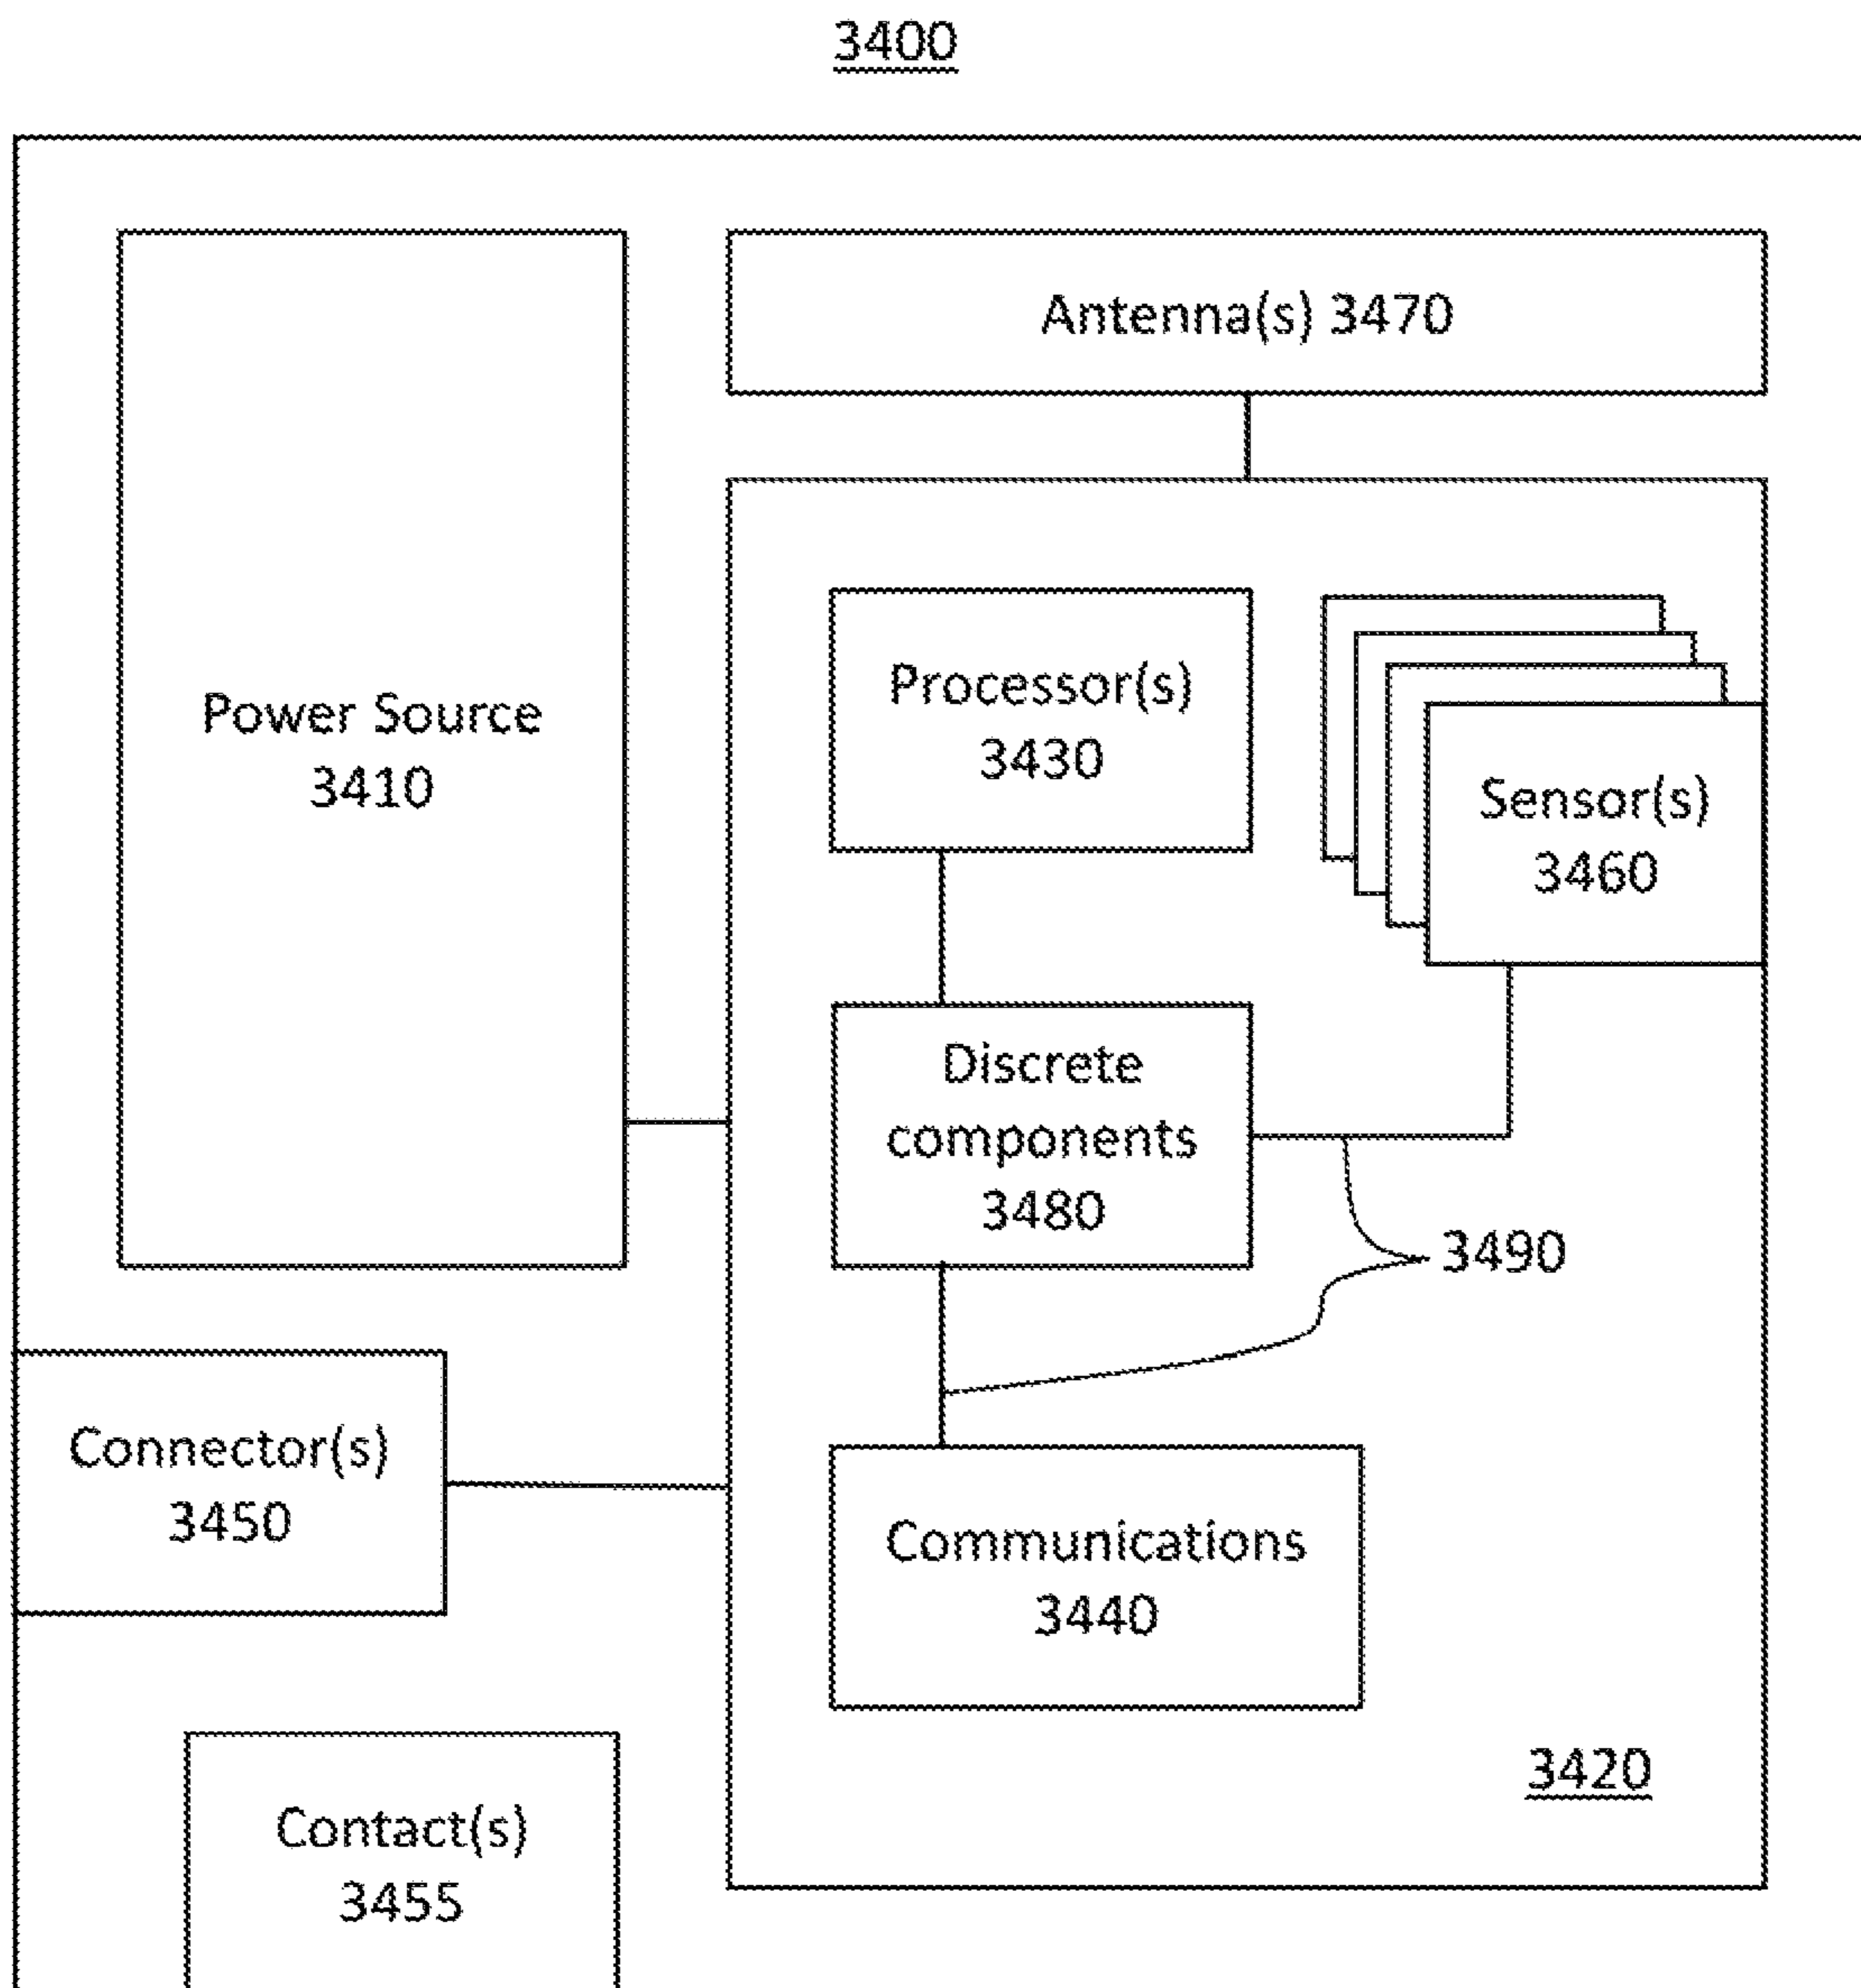 3400
Antenna(s) 3470
Power Source
3410
Processor(s)
3430
Sensor(s)
3460
Discrete
components
3480
3490
Connector(s)
3450
Communications
3440
3420
Contact(s)
3455